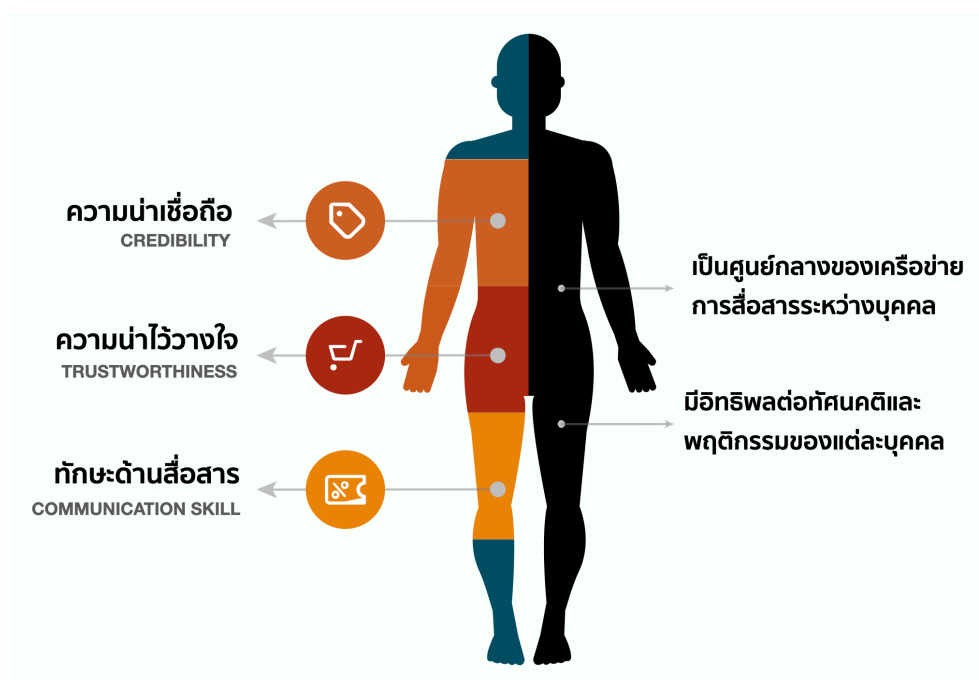 ความน่าเชื่อถือ
CREDIBILITY
ความน่าไว้วางใจ
TRUSTWORTHINESS
ทักษะด้านสื่อสาร
COMMUNICATION SKILL
เป็นศูนย์กลางของเครือข่าย
การสื่อสารระหว่างบุคคล
มีอิทธิพลต่อทัศนคติและ
พฤติกรรมของแต่ละบุคคล